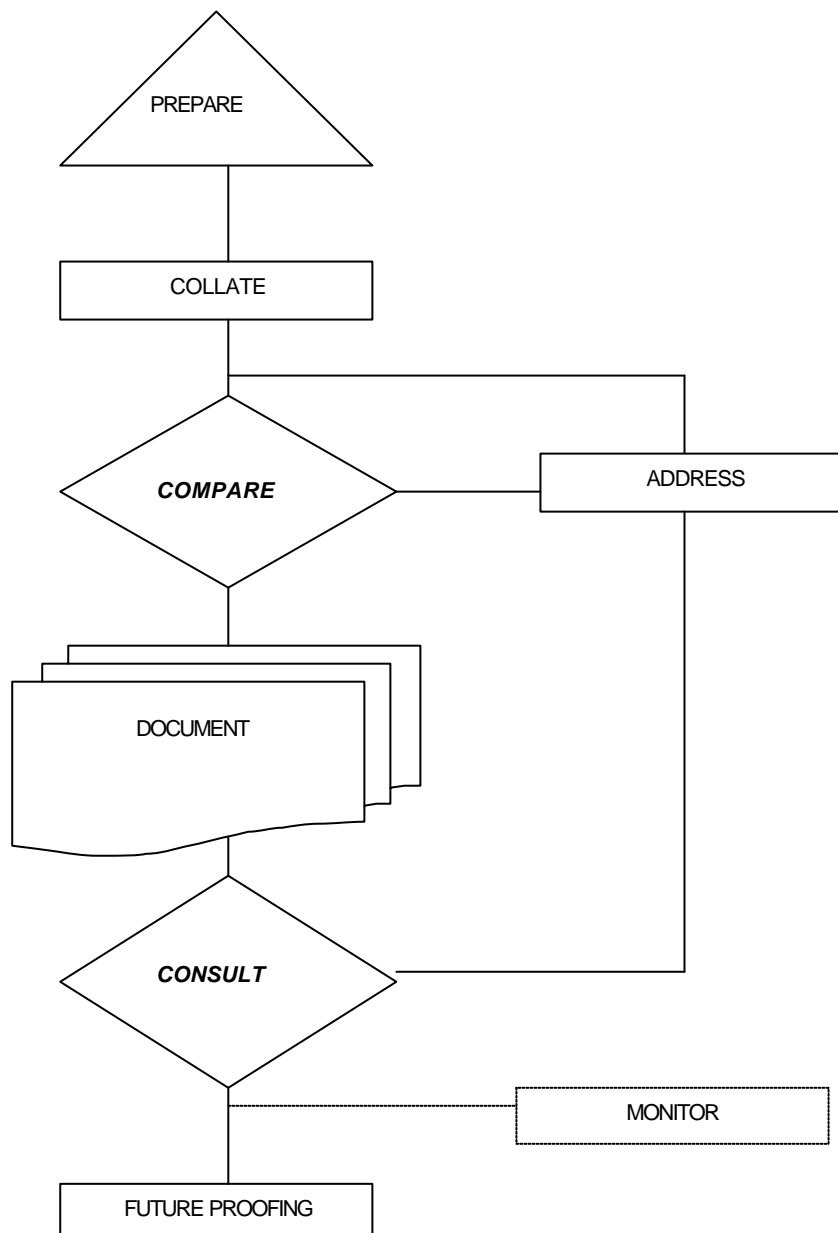 PREPARE
COLLATE
COMPARE
ADDRESS
DOCUMENT
CONSULT
MONITOR
FUTURE PROOFING